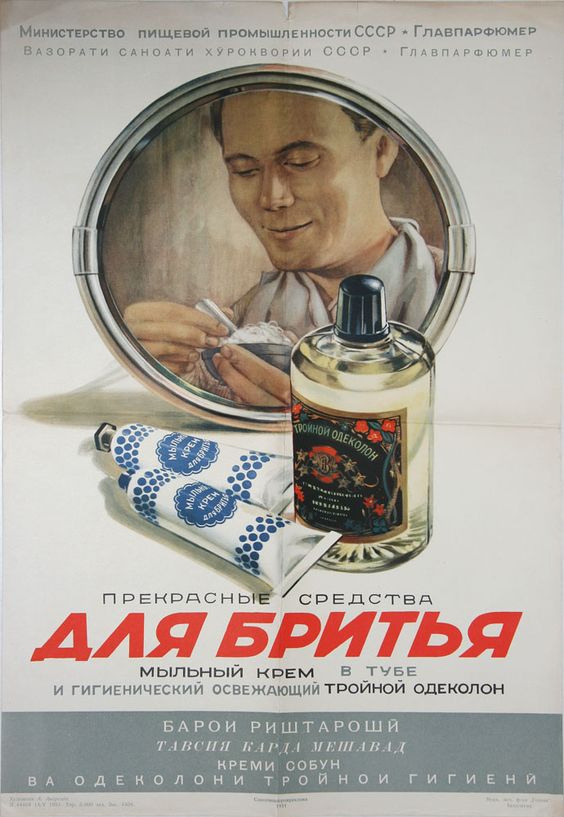 Министерство пищевой промышленности СССР ★ Главпарфюмер
Вазорати саноати хӯроквории СССР • Главпарфюмер
ТРОЙНОЙ ОДЕКОЛОН
МЫЛЬНЫЙ
КРЕМ
ДЛЯ БРИТЬЯ
МЫЛЬНЫЙ
КРЕМ
ДЛЯ БРИТЬЯ
ПРЕКРАСНЫЕ СРЕДСТВА
ДЛЯ БРИТЬЯ
МЫЛЬНЫЙ КРЕМ В ТУБЕ
И ГИГИЕНИЧЕСКИЙ ОСВЕЖАЮЩИЙ ТРОЙНОЙ ОДЕКОЛОН
БАРОИ РИШТАРОШӢ
ТАВСИЯ КАРДА МЕШАВАД
КРЕМИ СОБУН
ВА ОДЕКОЛОНИ ТРОЙНОЙ ГИГИЕНӢ